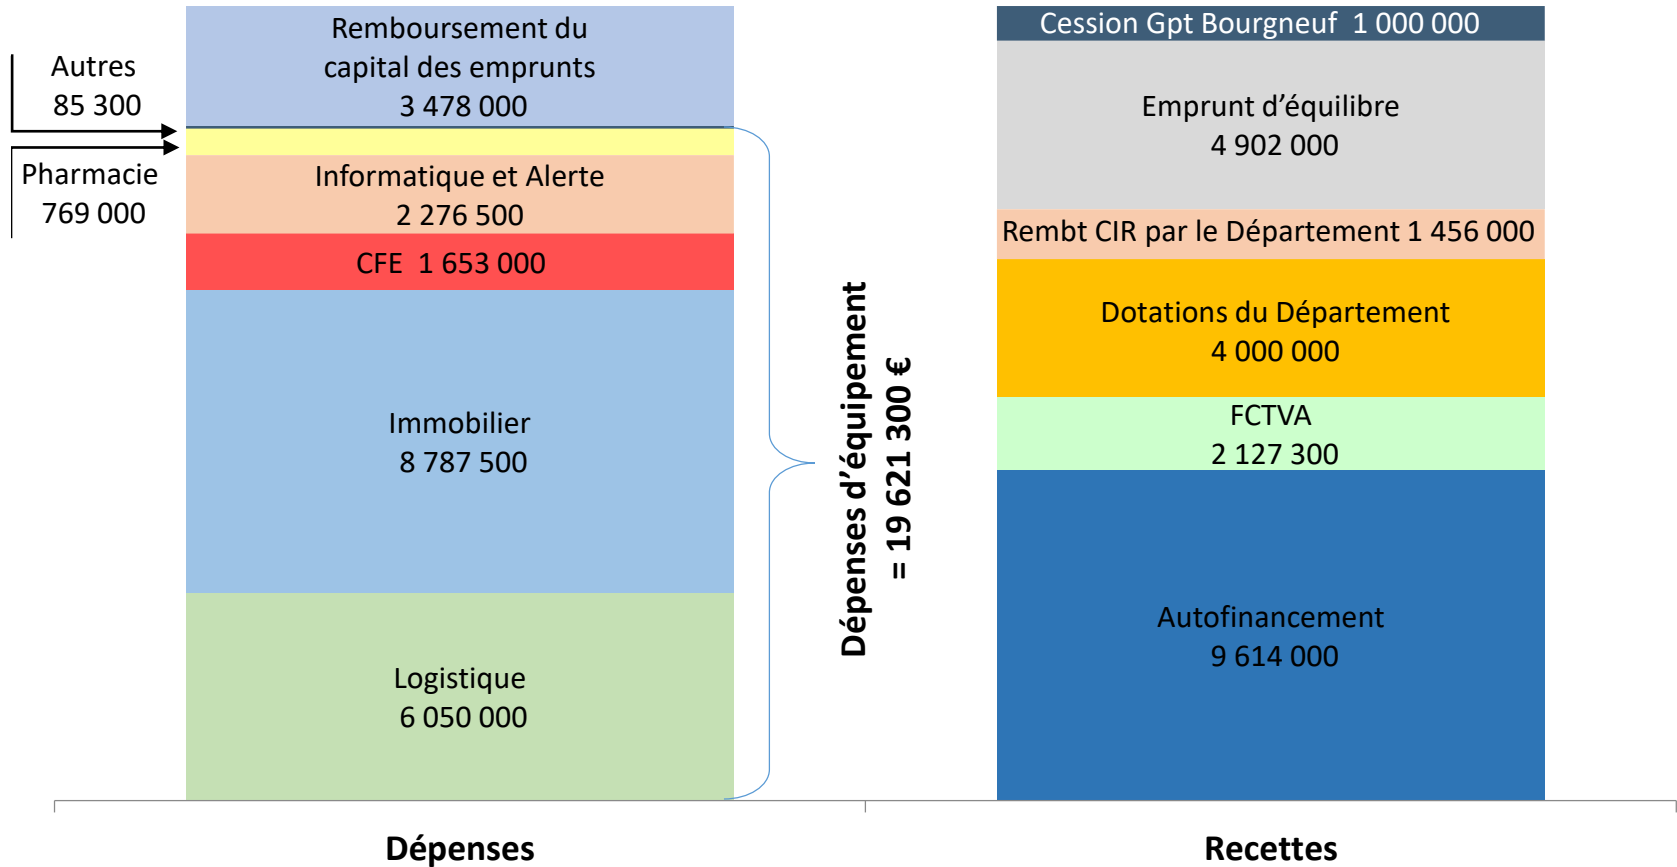 Autres
85 300
Pharmacie
769 000
Remboursement du
capital des emprunts
3 478 000
Informatique et Alerte
2 276 500
CFE 1 653 000
Immobilier
8 787 500
Logistique
6 050 000
Dépenses d'équipement
= 19 621 300 €
Cession Gpt Bourgneuf 1 000 000
Emprunt d'équilibre
4 902 000
Rembt CIR par le Département 1 456 000
Dotations du Département
4 000 000
FCTVA
2 127 300
Autofinancement
9 614 000
Dépenses
Recettes